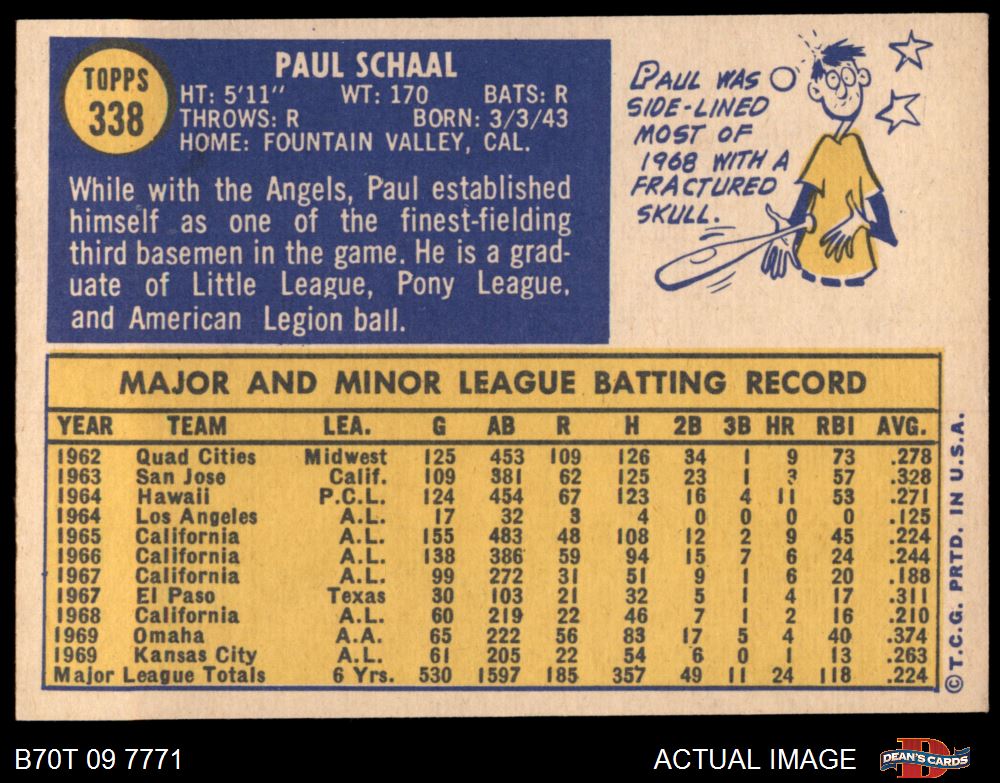 TOPPS
338
PAUL SCHAAL
HT: 5'11" WT: 170 BATS: R
THROWS: R BORN: 3/3/43
HOME: FOUNTAIN VALLEY, CAL.
While with the Angels, Paul established
himself as one of the finest-fielding
third basemen in the game. He is a grad-
uate of Little League, Pony League,
and American Legion ball.
PAUL WAS
SIDE-LINED
MOST OF
1968 WITH A
FRACTURED
SKULL.
MAJOR AND MINOR LEAGUE BATTING RECORD
YEAR TEAM LEA. G AB R H 2B 3B HR RBI AVG.
1962 Quad Cities Midwest 125 453 109 126 34 1 9 73 .278
1963 San Jose Calif. 109 381 62 125 23 1 3 57 .328
1964 Hawaii P.C.L. 124 454 67 123 16 4 11 53 .271
1964 Los Angeles A.L. 17 32 3 4 0 0 0 0 .125
1965 California A.L. 155 483 48 108 12 2 9 45 .224
1966 California A.L. 138 386 59 94 15 7 6 24 .244
1967 California A.L. 99 272 31 51 9 1 6 20 .188
1967 El Paso Texas 30 103 21 32 5 1 4 17 .311
1968 California A.L. 60 219 22 46 7 1 2 16 .210
1969 Omaha A.A. 65 222 56 83 17 5 4 40 .374
1969 Kansas City A.L. 61 205 22 54 6 0 1 13 .263
Major League Totals 6 Yrs. 530 1597 185 357 49 11 24 118 .224
©T.C.G. PRTD. IN U.S.A.
B70T 09 7771
ACTUAL IMAGE
D
DEAN'S CARDS